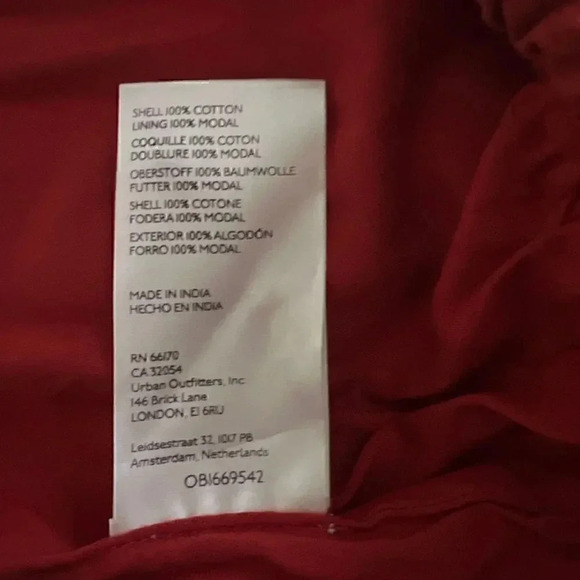 SHELL 100% COTTON
LINING 100% MODAL
COQUILLE 100% COTON
DOUBLURE 100% MODAL
OBERSTOFF 100% BAUMWOLLE
FUTTER 100% MODAL
SHELL 100% COTONE
FODERA 100% MODAL
EXTERIOR 100% ALGODÓN
FORRO 100% MODAL
MADE IN INDIA
HECHO EN INDIA
RN 66170
CA 32054
Urban Outfitters, Inc
146 Brick Lane
LONDON, E1 6RU
Leidsestraat 32, 1017 PB
Amsterdam, Netherlands
OB1669542